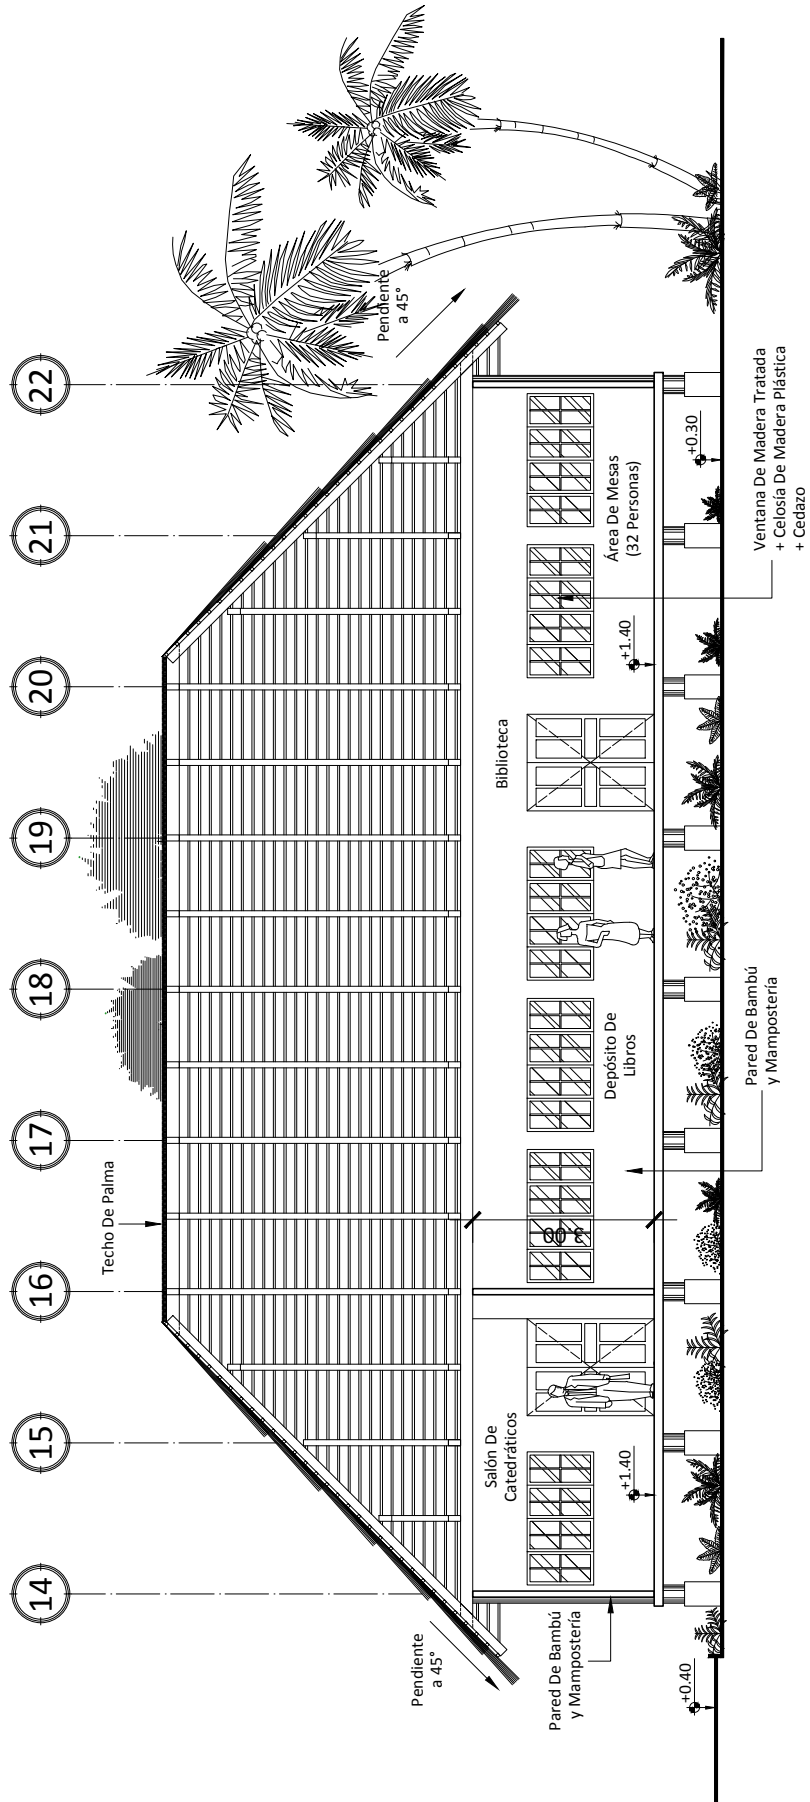 14
15
16
17
18
19
20
21
22
Techo De Palma
Pendiente
a 45°
Pendiente
a 45°
Salón De
Catedráticos
Biblioteca
Área De Mesas
(32 Personas)
Depósito De
Libros
3.00
+1.40
+1.40
+0.40
+0.30
Pared De Bambú
y Mampostería
Pared De Bambú
y Mampostería
Ventana De Madera Tratada
+ Celosía De Madera Plástica
+ Cedazo